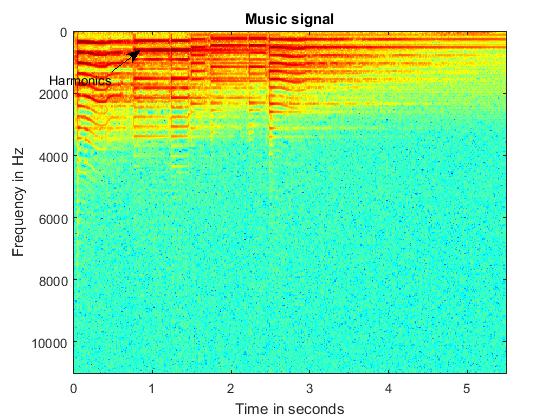 Music signal
Frequency in Hz
0
2000
4000
6000
8000
10000
Harmonics
0 1 2 3 4 5
Time in seconds